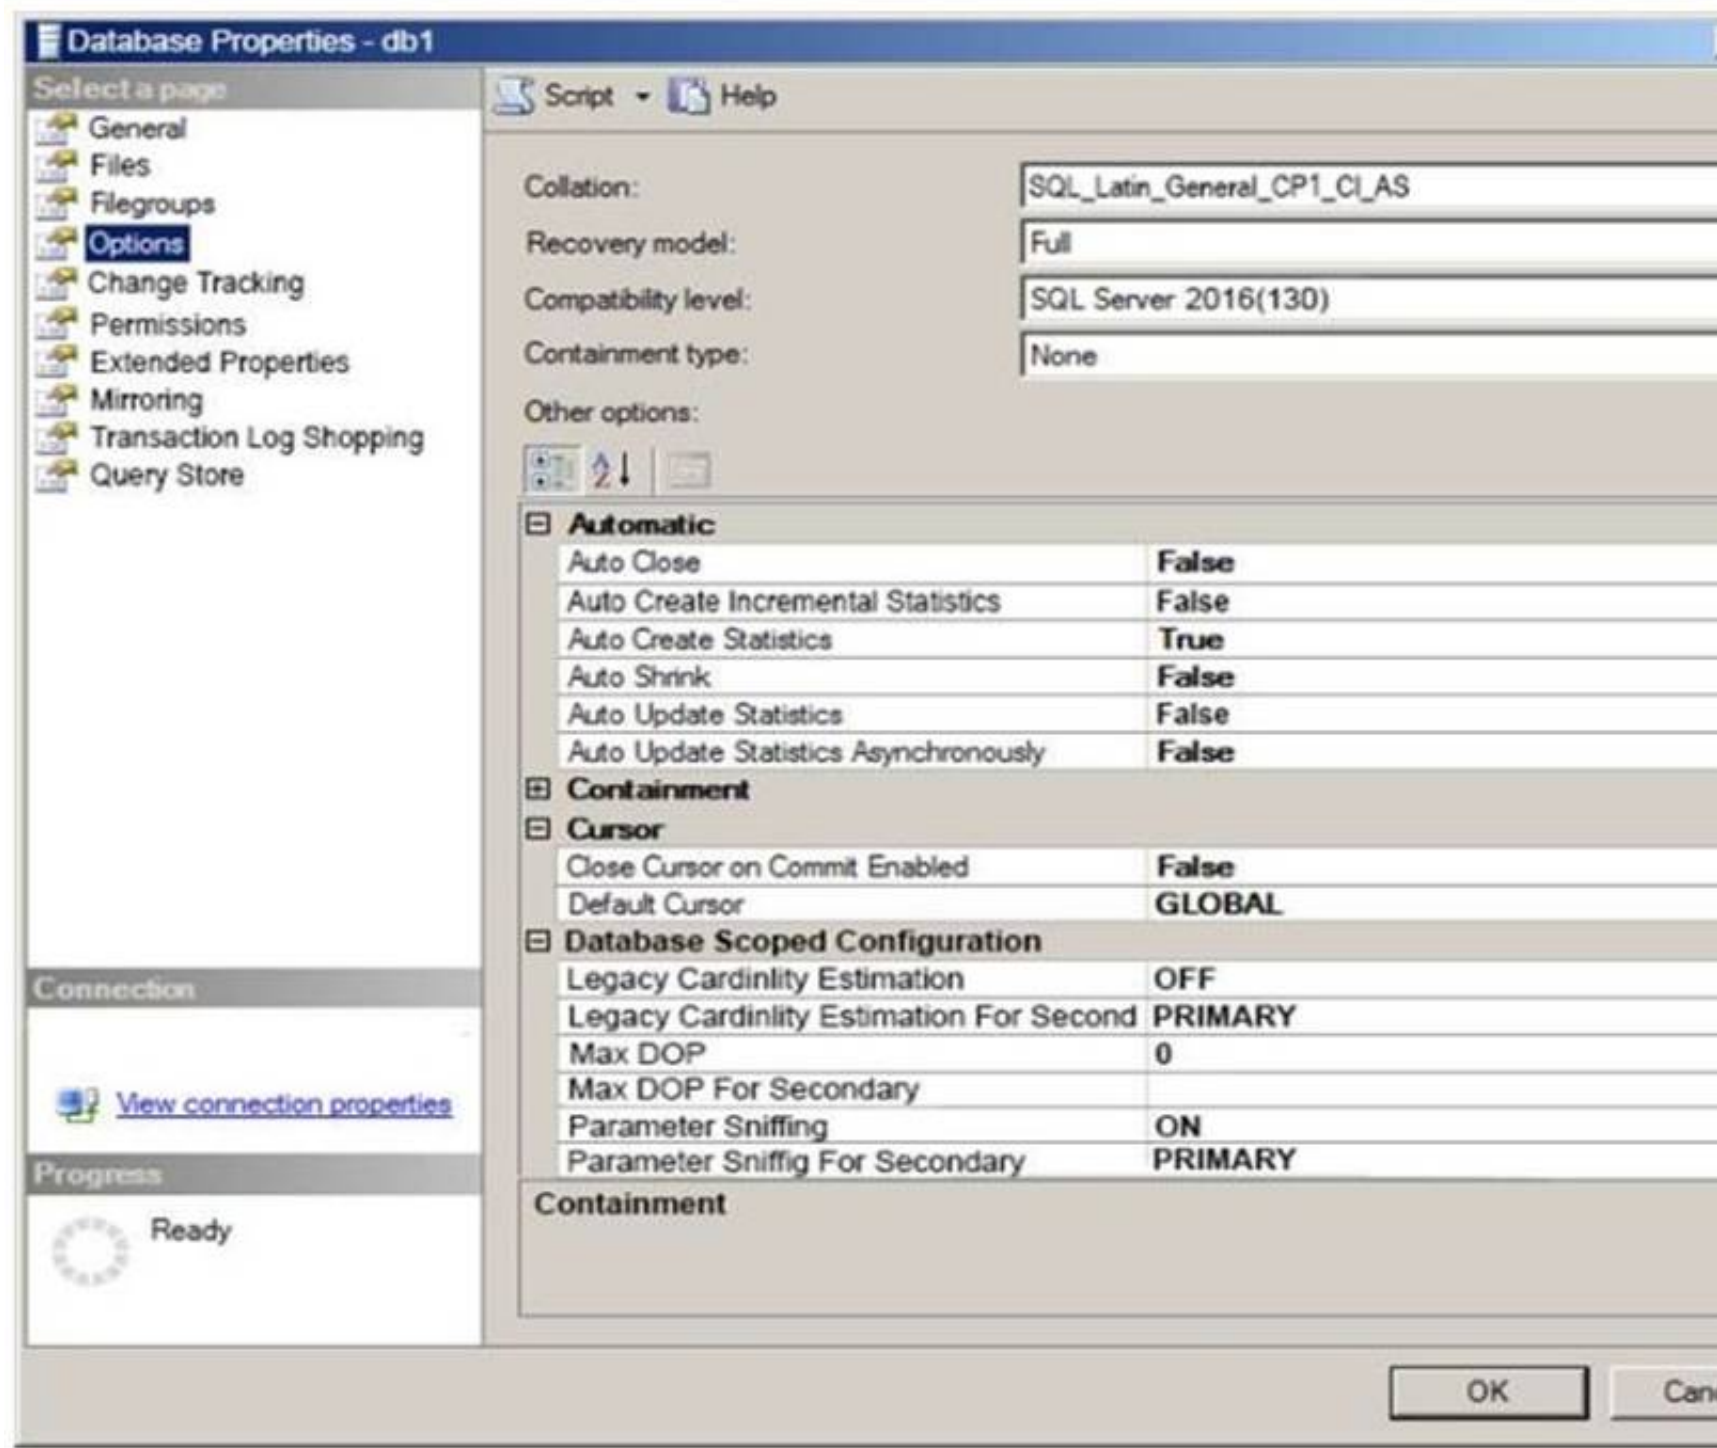 Database Properties - db1
Select a page
General
Files
Filegroups
Options
Change Tracking
Permissions
Extended Properties
Mirroring
Transaction Log Shopping
Query Store
Connection
View connection properties
Progress
Ready
Script Help
Collation: SQL_Latin_General_CP1_CI_AS
Recovery model: Full
Compatibility level: SQL Server 2016(130)
Containment type: None
Other options:
Automatic
Auto Close False
Auto Create Incremental Statistics False
Auto Create Statistics True
Auto Shrink False
Auto Update Statistics False
Auto Update Statistics Asynchronously False
Containment
Cursor
Close Cursor on Commit Enabled False
Default Cursor GLOBAL
Database Scoped Configuration
Legacy Cardinlity Estimation OFF
Legacy Cardinlity Estimation For Second PRIMARY
Max DOP 0
Max DOP For Secondary
Parameter Sniffing ON
Parameter Sniffig For Secondary PRIMARY
Containment
OK Canc